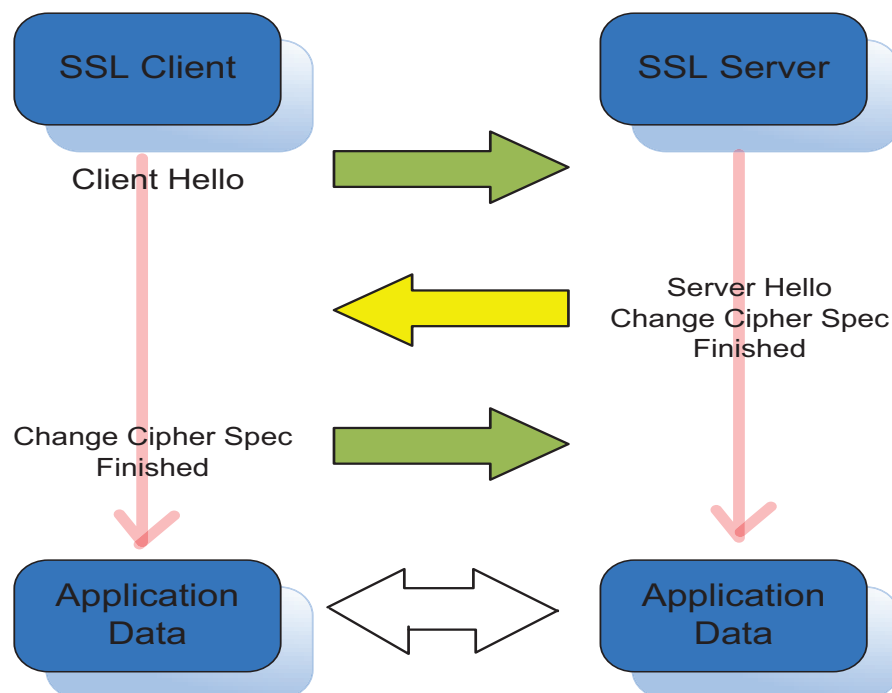 SSL Client
SSL Server
Client Hello
Server Hello
Change Cipher Spec
Finished
Change Cipher Spec
Finished
Application
Data
Application
Data